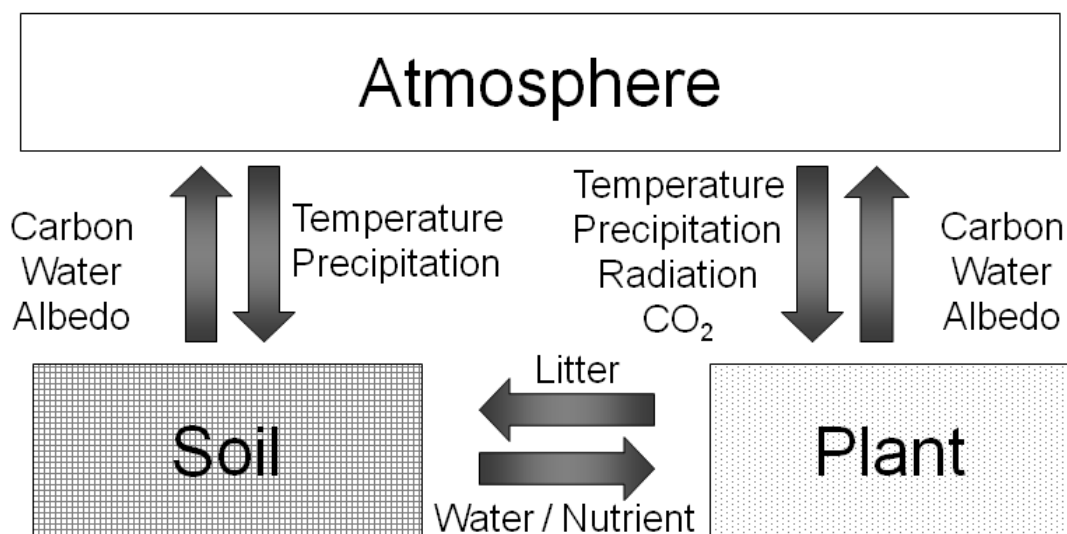 Atmosphere
Carbon
Water
Albedo
Temperature
Precipitation
Temperature
Precipitation
Radiation
CO₂
Carbon
Water
Albedo
Litter
Soil
Plant
Water / Nutrient